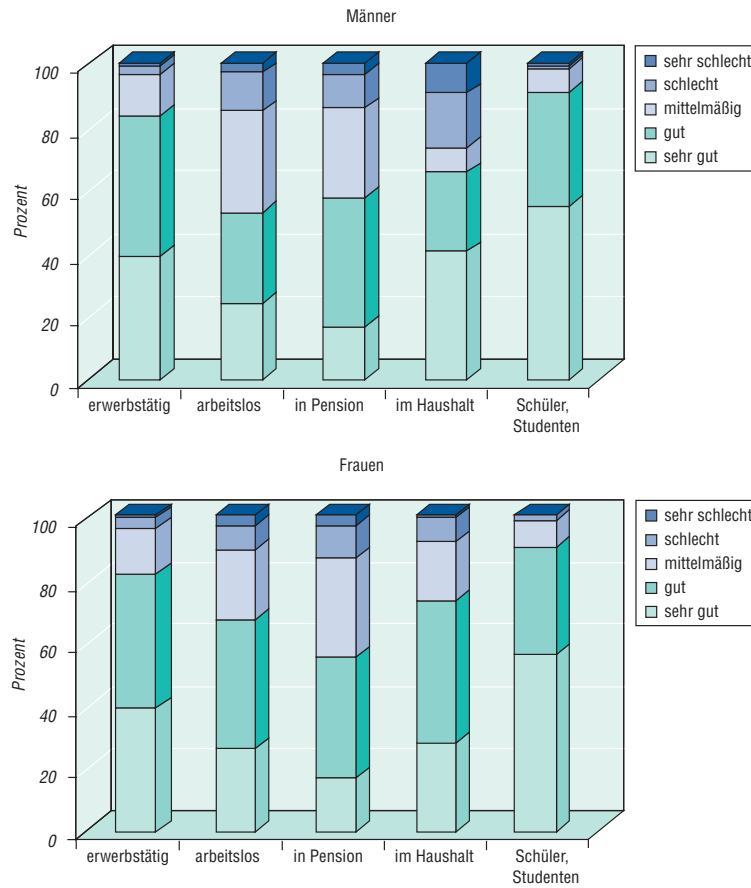 Männer
100
80
60
40
20
0
Prozent
erwerbstätig
arbeitslos
in Pension
im Haushalt
Schüler,
Studenten
sehr schlecht
schlecht
mittelmäßig
gut
sehr gut
Frauen
100
80
60
40
20
0
Prozent
erwerbstätig
arbeitslos
in Pension
im Haushalt
Schüler,
Studenten
sehr schlecht
schlecht
mittelmäßig
gut
sehr gut